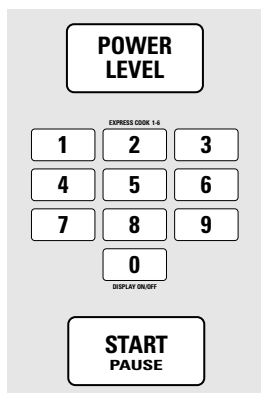 POWER
LEVEL
EXPRESS COOK 1-6
1 2 3
4 5 6
7 8 9
0
DISPLAY ON/OFF
START
PAUSE